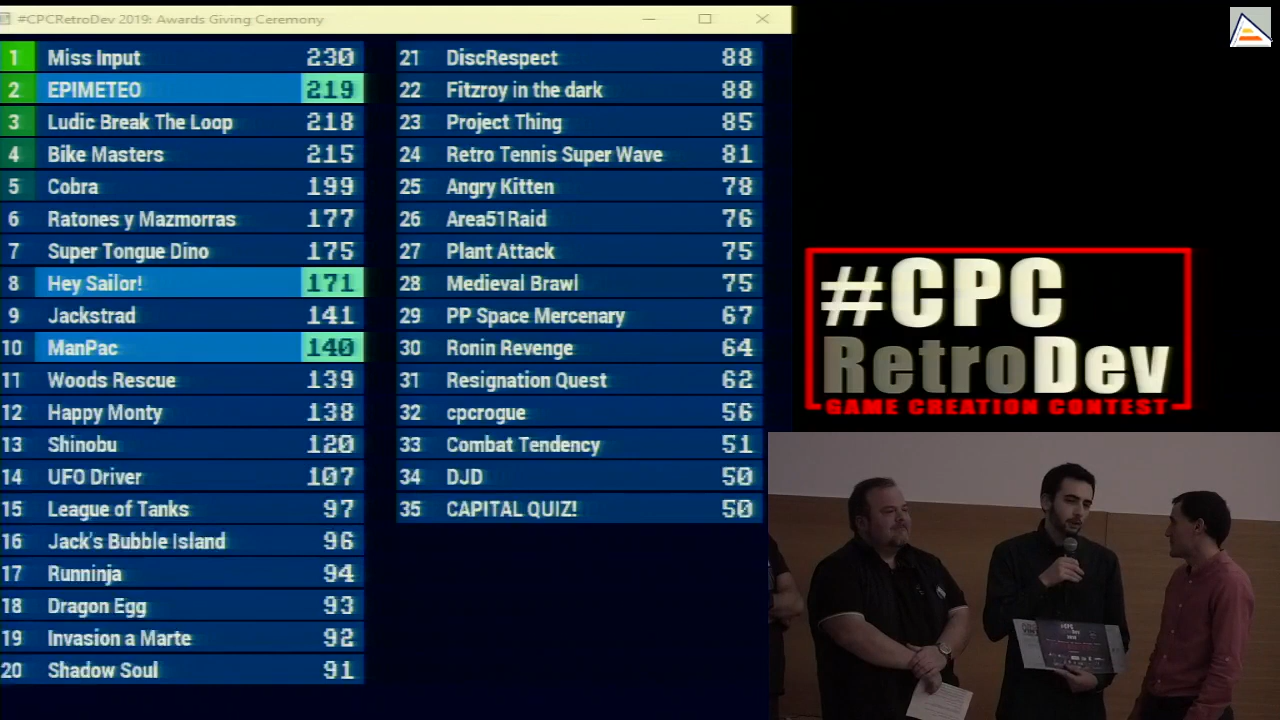 #CPCRetroDev 2019: Awards Giving Ceremony
1 Miss Input 230
2 EPIMETEO 219
3 Ludic Break The Loop 218
4 Bike Masters 215
5 Cobra 199
6 Ratones y Mazmorras 177
7 Super Tongue Dino 175
8 Hey Sailor! 171
9 Jackstrad 141
10 ManPac 140
11 Woods Rescue 139
12 Happy Monty 138
13 Shinobu 120
14 UFO Driver 107
15 League of Tanks 97
16 Jack's Bubble Island 96
17 Runninja 94
18 Dragon Egg 93
19 Invasion a Marte 92
20 Shadow Soul 91
21 DiscRespect 88
22 Fitzroy in the dark 88
23 Project Thing 85
24 Retro Tennis Super Wave 81
25 Angry Kitten 78
26 Area51Raid 76
27 Plant Attack 75
28 Medieval Brawl 75
29 PP Space Mercenary 67
30 Ronin Revenge 64
31 Resignation Quest 62
32 cpcrogue 56
33 Combat Tendency 51
34 DJD 50
35 CAPITAL QUIZ! 50
#CPC
RetroDev
GAME CREATION CONTEST